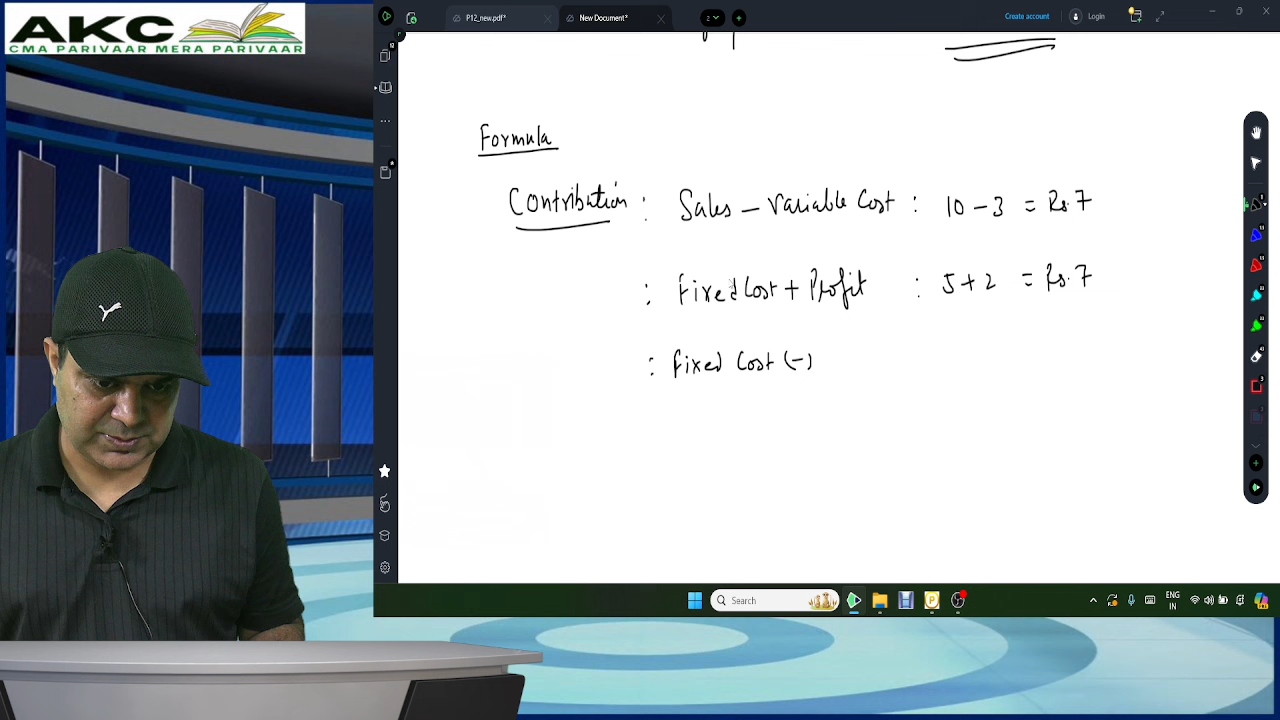 AKC
CMA PARIVAAR MERA PARIVAAR
P12_new.pdf*
New Document*
Create account
Login
Formula
Contribution : Sales – Variable Cost : 10 – 3 = Rs. 7
: Fixed Cost + Profit : 5 + 2 = Rs. 7
: Fixed Cost (–)
Search
ENG
IN